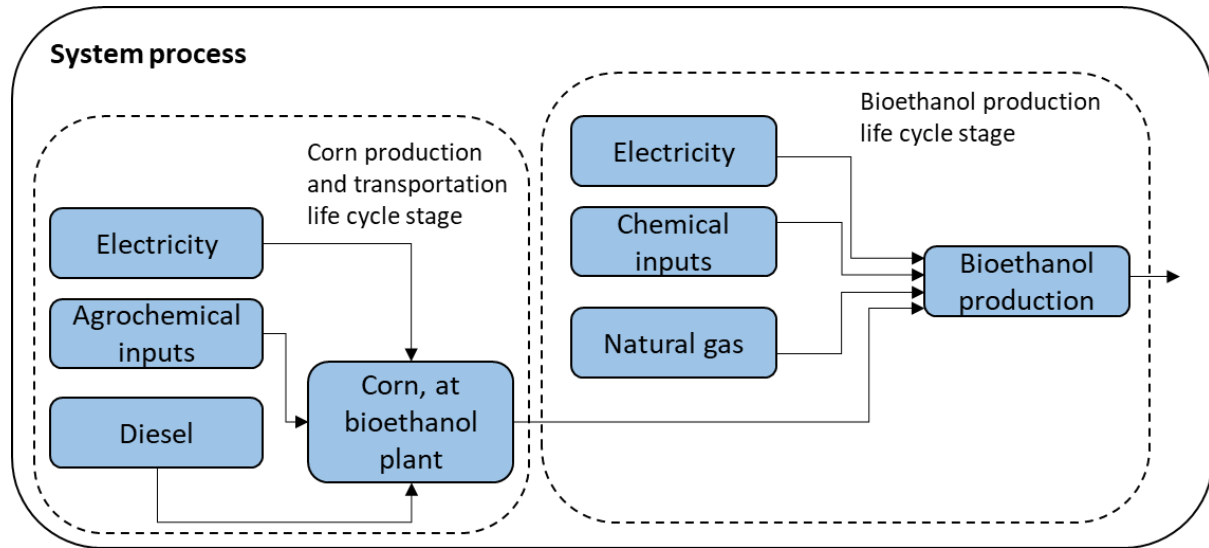 System process
Corn production
and transportation
life cycle stage
Electricity
Agrochemical
inputs
Diesel
Corn, at
bioethanol
plant
Bioethanol production
life cycle stage
Electricity
Chemical
inputs
Natural gas
Bioethanol
production